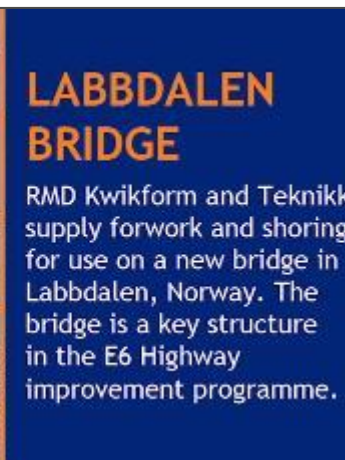 LABBDALEN
BRIDGE
RMD Kwikform and Teknikk
supply forwork and shoring
for use on a new bridge in
Labbdalen, Norway. The
bridge is a key structure
in the E6 Highway
improvement programme.